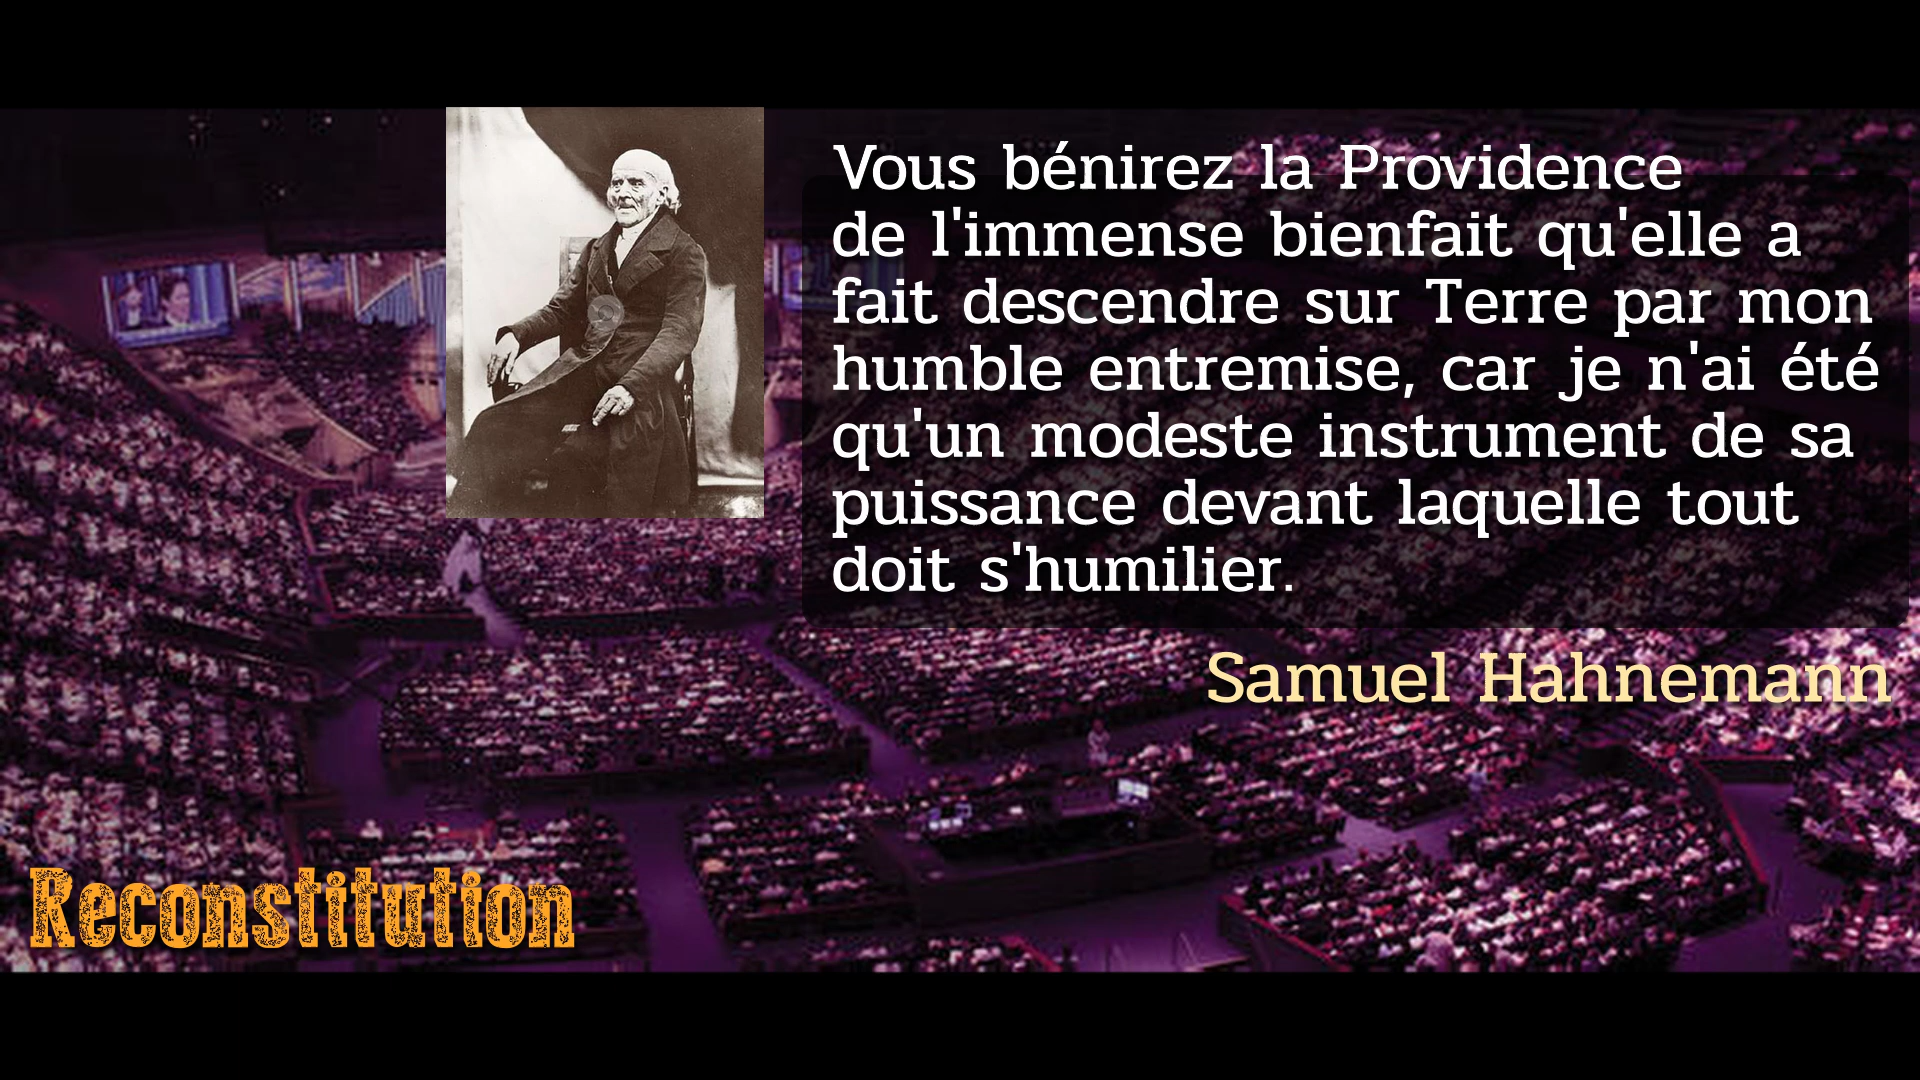 Vous bénirez la Providence
de l'immense bienfait qu'elle a
fait descendre sur Terre par mon
humble entremise, car je n'ai été
qu'un modeste instrument de sa
puissance devant laquelle tout
doit s'humilier.
Samuel Hahnemann
Reconstitution